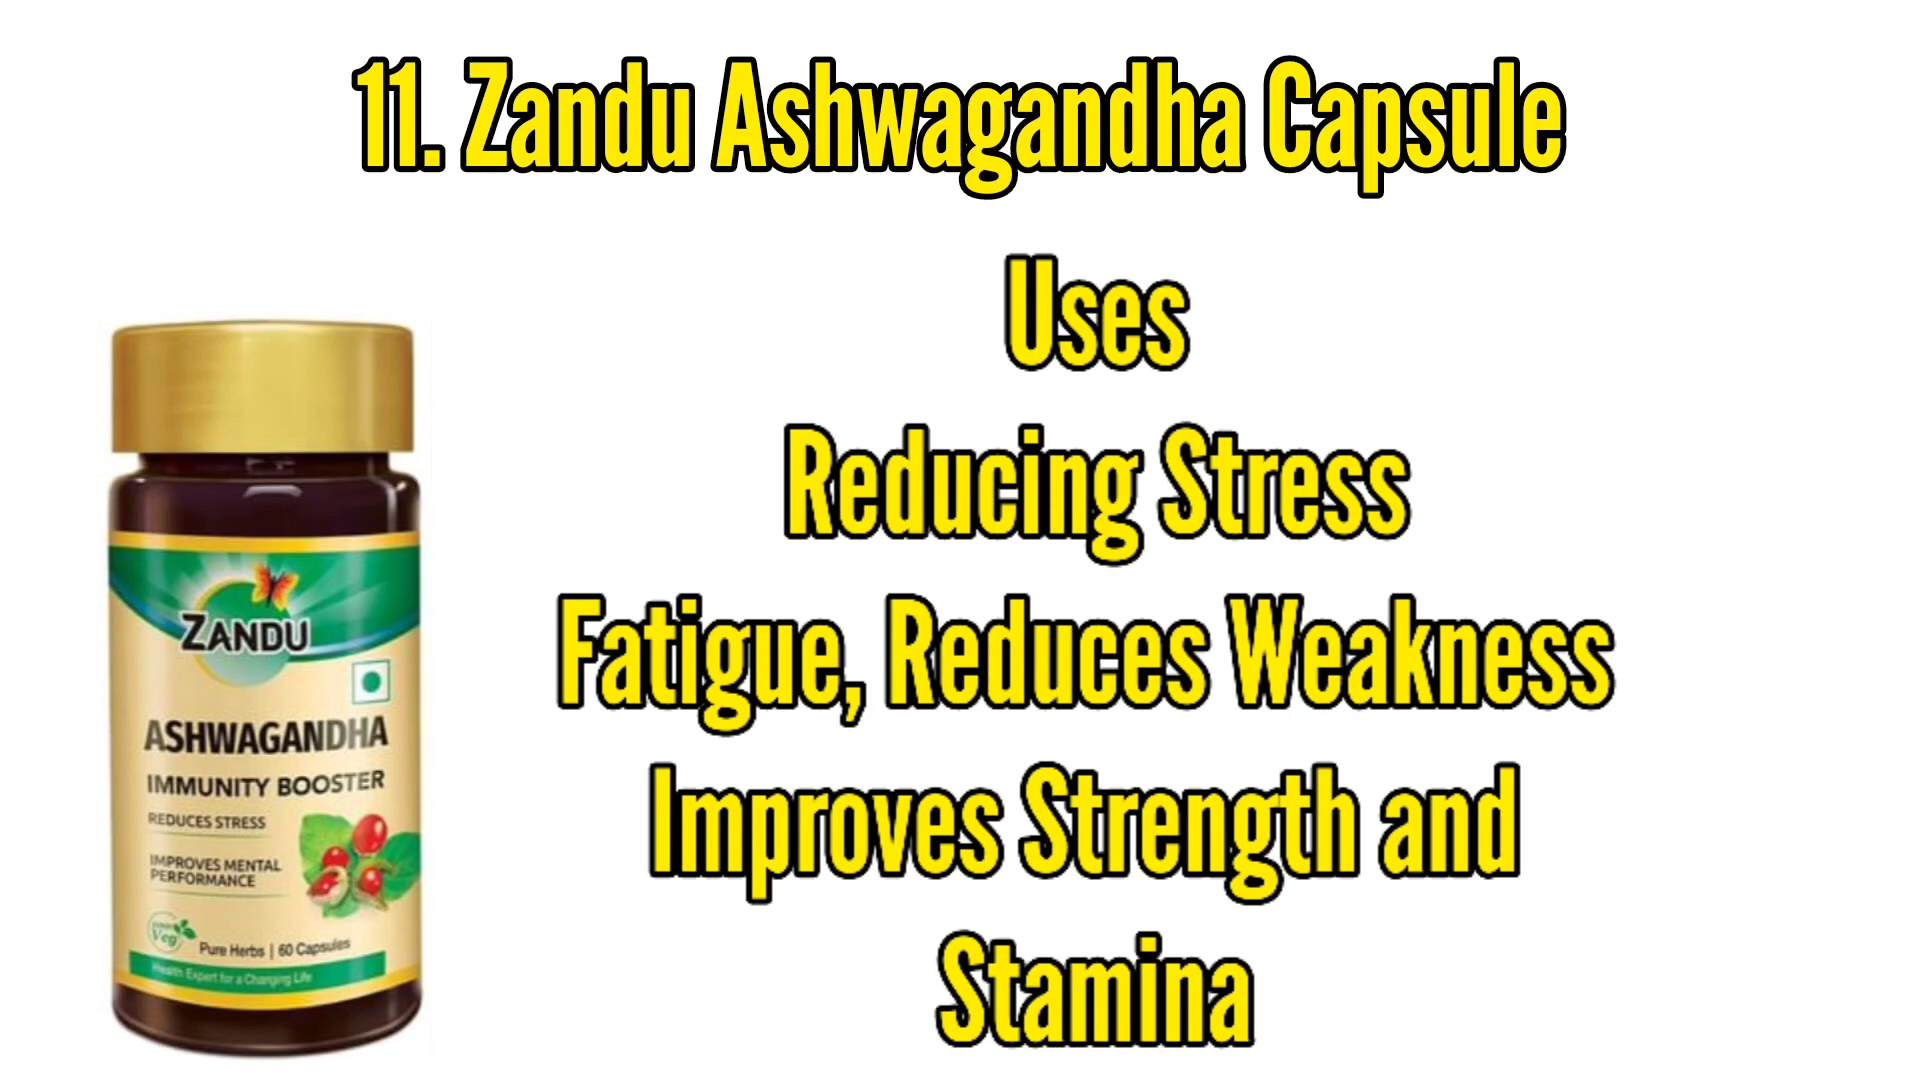 11. Zandu Ashwagandha Capsule
Uses
Reducing Stress
Fatigue, Reduces Weakness
Improves Strength and
Stamina
ZANDU
ASHWAGANDHA
IMMUNITY BOOSTER
REDUCES STRESS
IMPROVES MENTAL
PERFORMANCE
Veg
Pure Herbs | 60 Capsules
Health Expert for a Changing Life